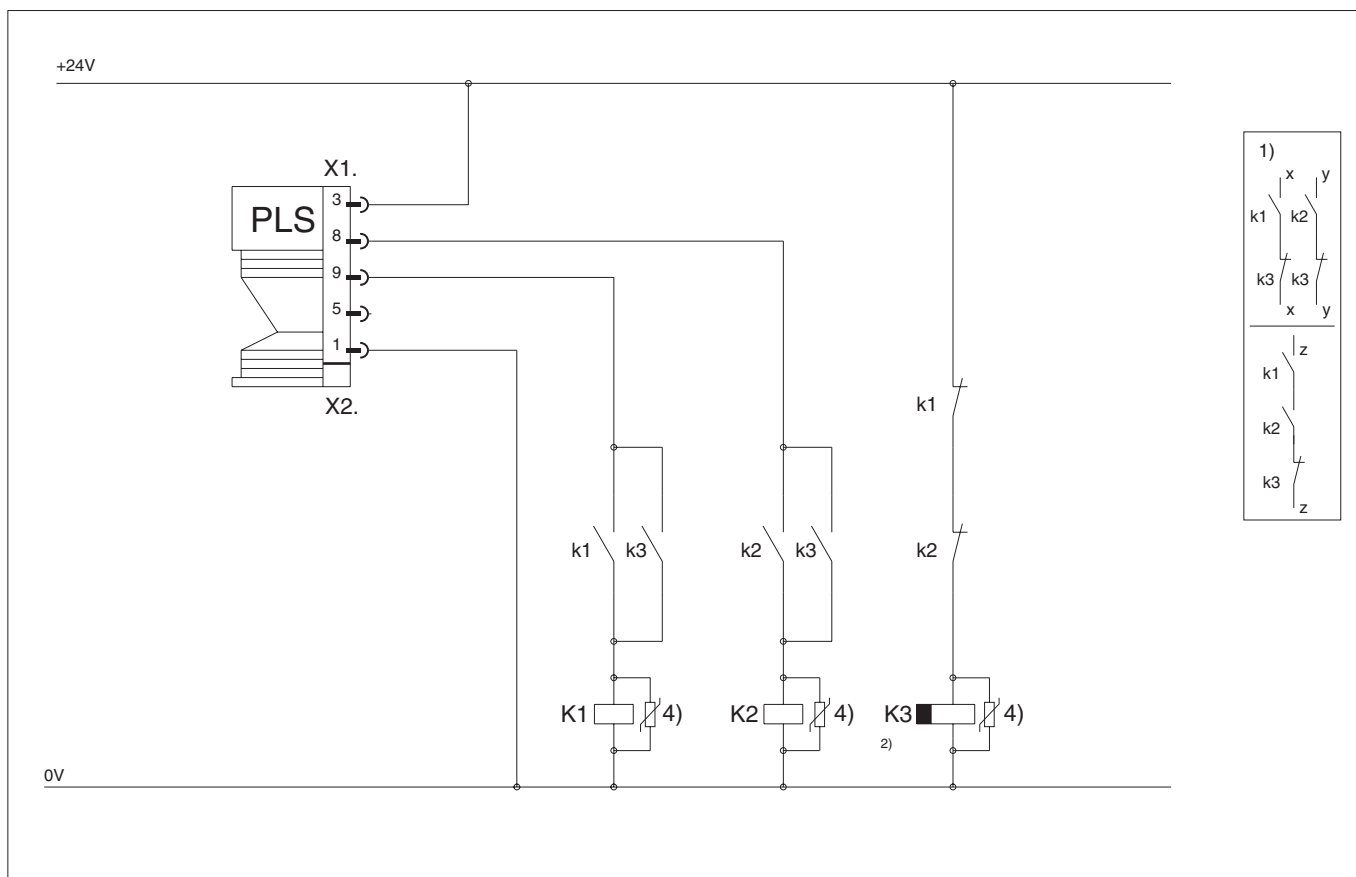 +24V
X1.
PLS
3
8
9
5
1
X2.
1)
x y
k1 k2
k3 k3
x y
z
k1
k2
k3
z
k1
k1 k3 k2 k3 k2
K1 4) K2 4) K3 4)
2)
0V